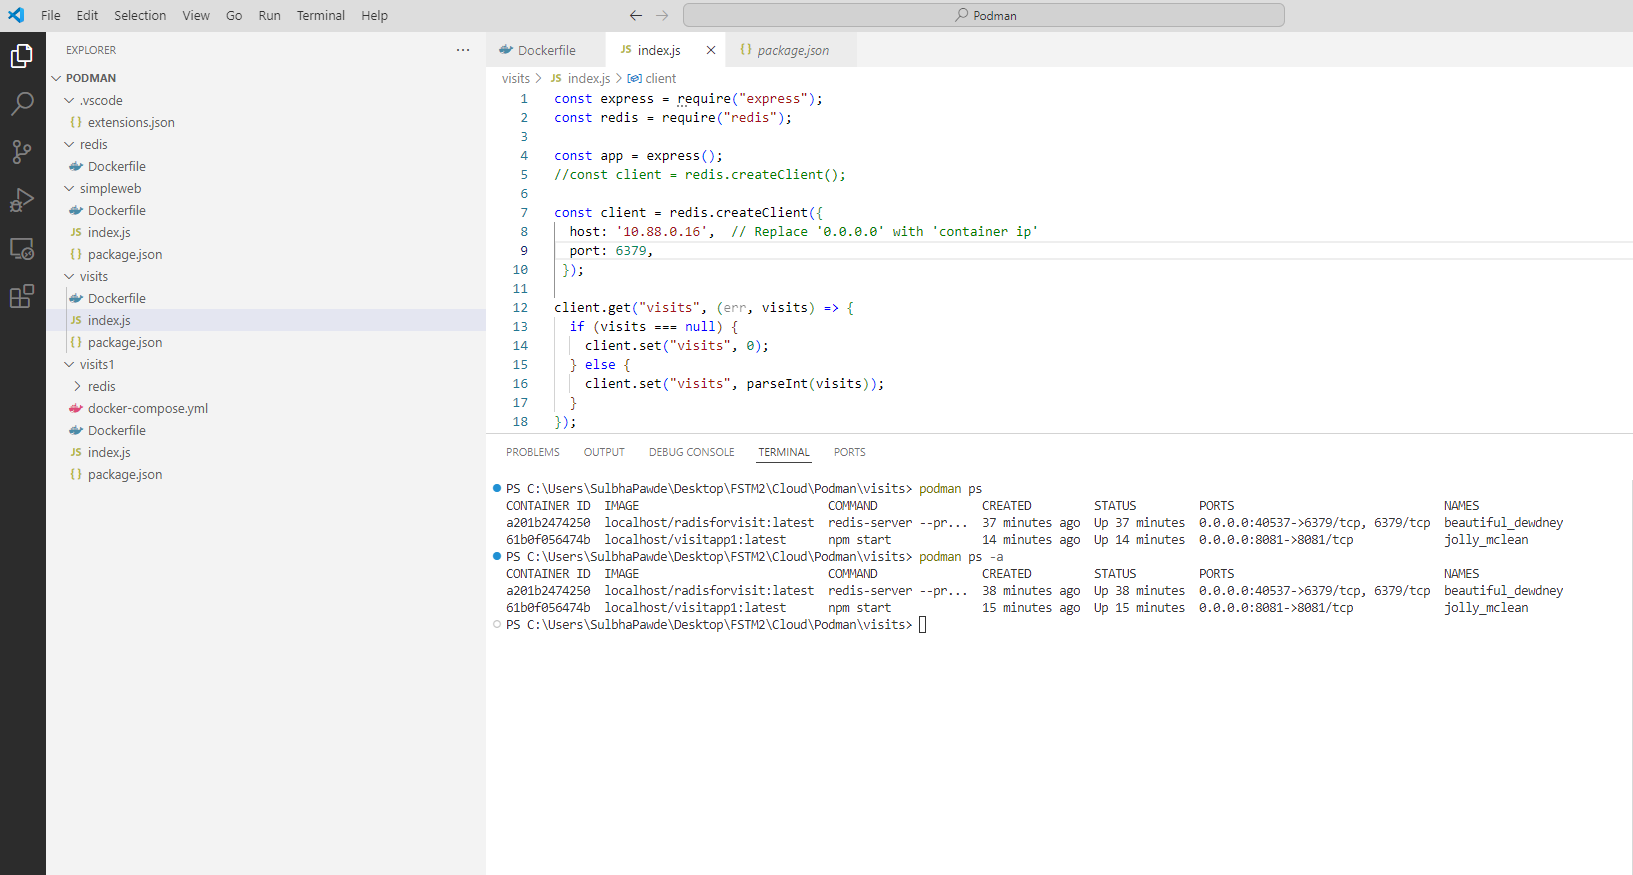 File Edit Selection View Go Run Terminal Help
Podman
EXPLORER
PODMAN
.vscode
extensions.json
redis
Dockerfile
simpleweb
Dockerfile
JS index.js
{} package.json
visits
Dockerfile
JS index.js
{} package.json
visits1
redis
docker-compose.yml
Dockerfile
JS index.js
{} package.json
Dockerfile JS index.js {} package.json
visits > JS index.js > client
1 const express = require("express");
2 const redis = require("redis");
3
4 const app = express();
5 //const client = redis.createClient();
6
7 const client = redis.createClient({
8 host: '10.88.0.16', // Replace '0.0.0.0' with 'container ip'
9 port: 6379,
10 });
11
12 client.get("visits", (err, visits) => {
13 if (visits === null) {
14 client.set("visits", 0);
15 } else {
16 client.set("visits", parseInt(visits));
17 }
18 });
PROBLEMS OUTPUT DEBUG CONSOLE TERMINAL PORTS
PS C:\Users\SulbhaPawde\Desktop\FSTM2\Cloud\Podman\visits> podman ps
CONTAINER ID IMAGE COMMAND CREATED STATUS PORTS NAMES
a201b2474250 localhost/radisforvisit:latest redis-server --pr... 37 minutes ago Up 37 minutes 0.0.0.0:40537->6379/tcp, 6379/tcp beautiful_dewdney
61b0f056474b localhost/visitapp1:latest npm start 14 minutes ago Up 14 minutes 0.0.0.0:8081->8081/tcp jolly_mclean
PS C:\Users\SulbhaPawde\Desktop\FSTM2\Cloud\Podman\visits> podman ps -a
CONTAINER ID IMAGE COMMAND CREATED STATUS PORTS NAMES
a201b2474250 localhost/radisforvisit:latest redis-server --pr... 38 minutes ago Up 38 minutes 0.0.0.0:40537->6379/tcp, 6379/tcp beautiful_dewdney
61b0f056474b localhost/visitapp1:latest npm start 15 minutes ago Up 15 minutes 0.0.0.0:8081->8081/tcp jolly_mclean
PS C:\Users\SulbhaPawde\Desktop\FSTM2\Cloud\Podman\visits>